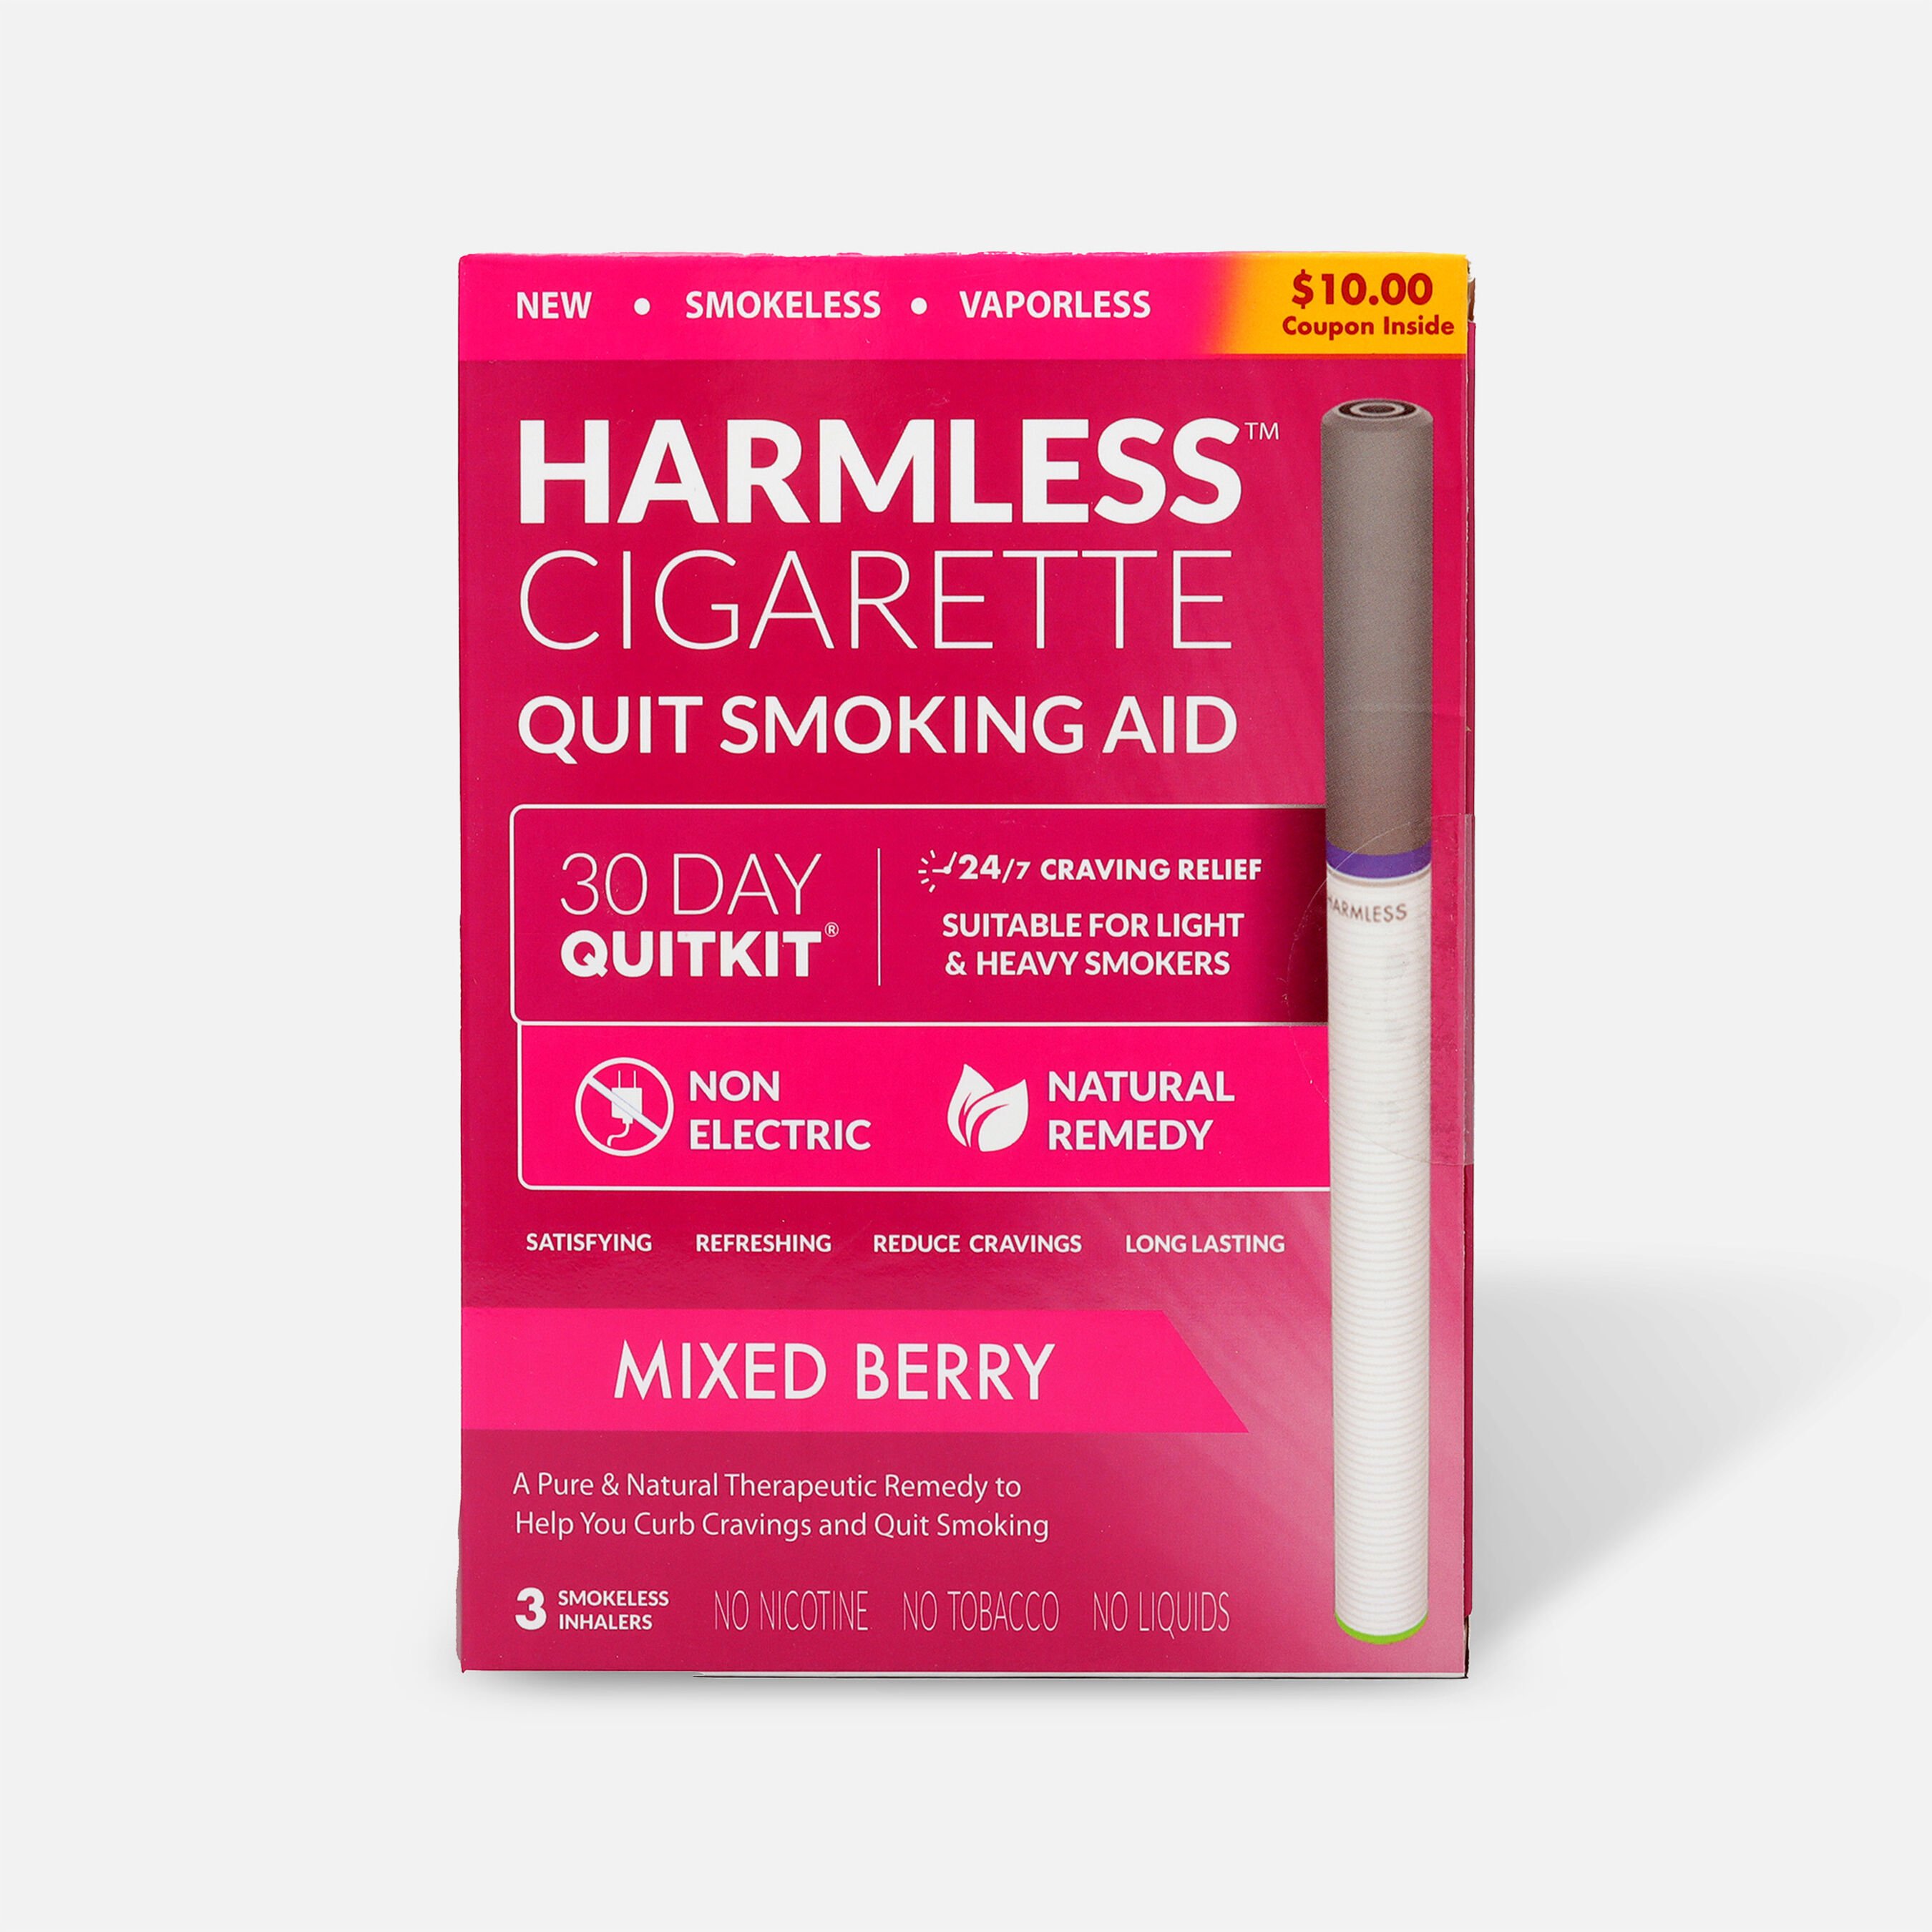 NEW • SMOKELESS • VAPORLESS
$10.00
Coupon Inside
HARMLESS™
CIGARETTE
QUIT SMOKING AID
30 DAY
QUITKIT®
24/7 CRAVING RELIEF
SUITABLE FOR LIGHT
& HEAVY SMOKERS
HARMLESS
NON
ELECTRIC
NATURAL
REMEDY
SATISFYING REFRESHING REDUCE CRAVINGS LONG LASTING
MIXED BERRY
A Pure & Natural Therapeutic Remedy to
Help You Curb Cravings and Quit Smoking
3 SMOKELESS
INHALERS
NO NICOTINE NO TOBACCO NO LIQUIDS